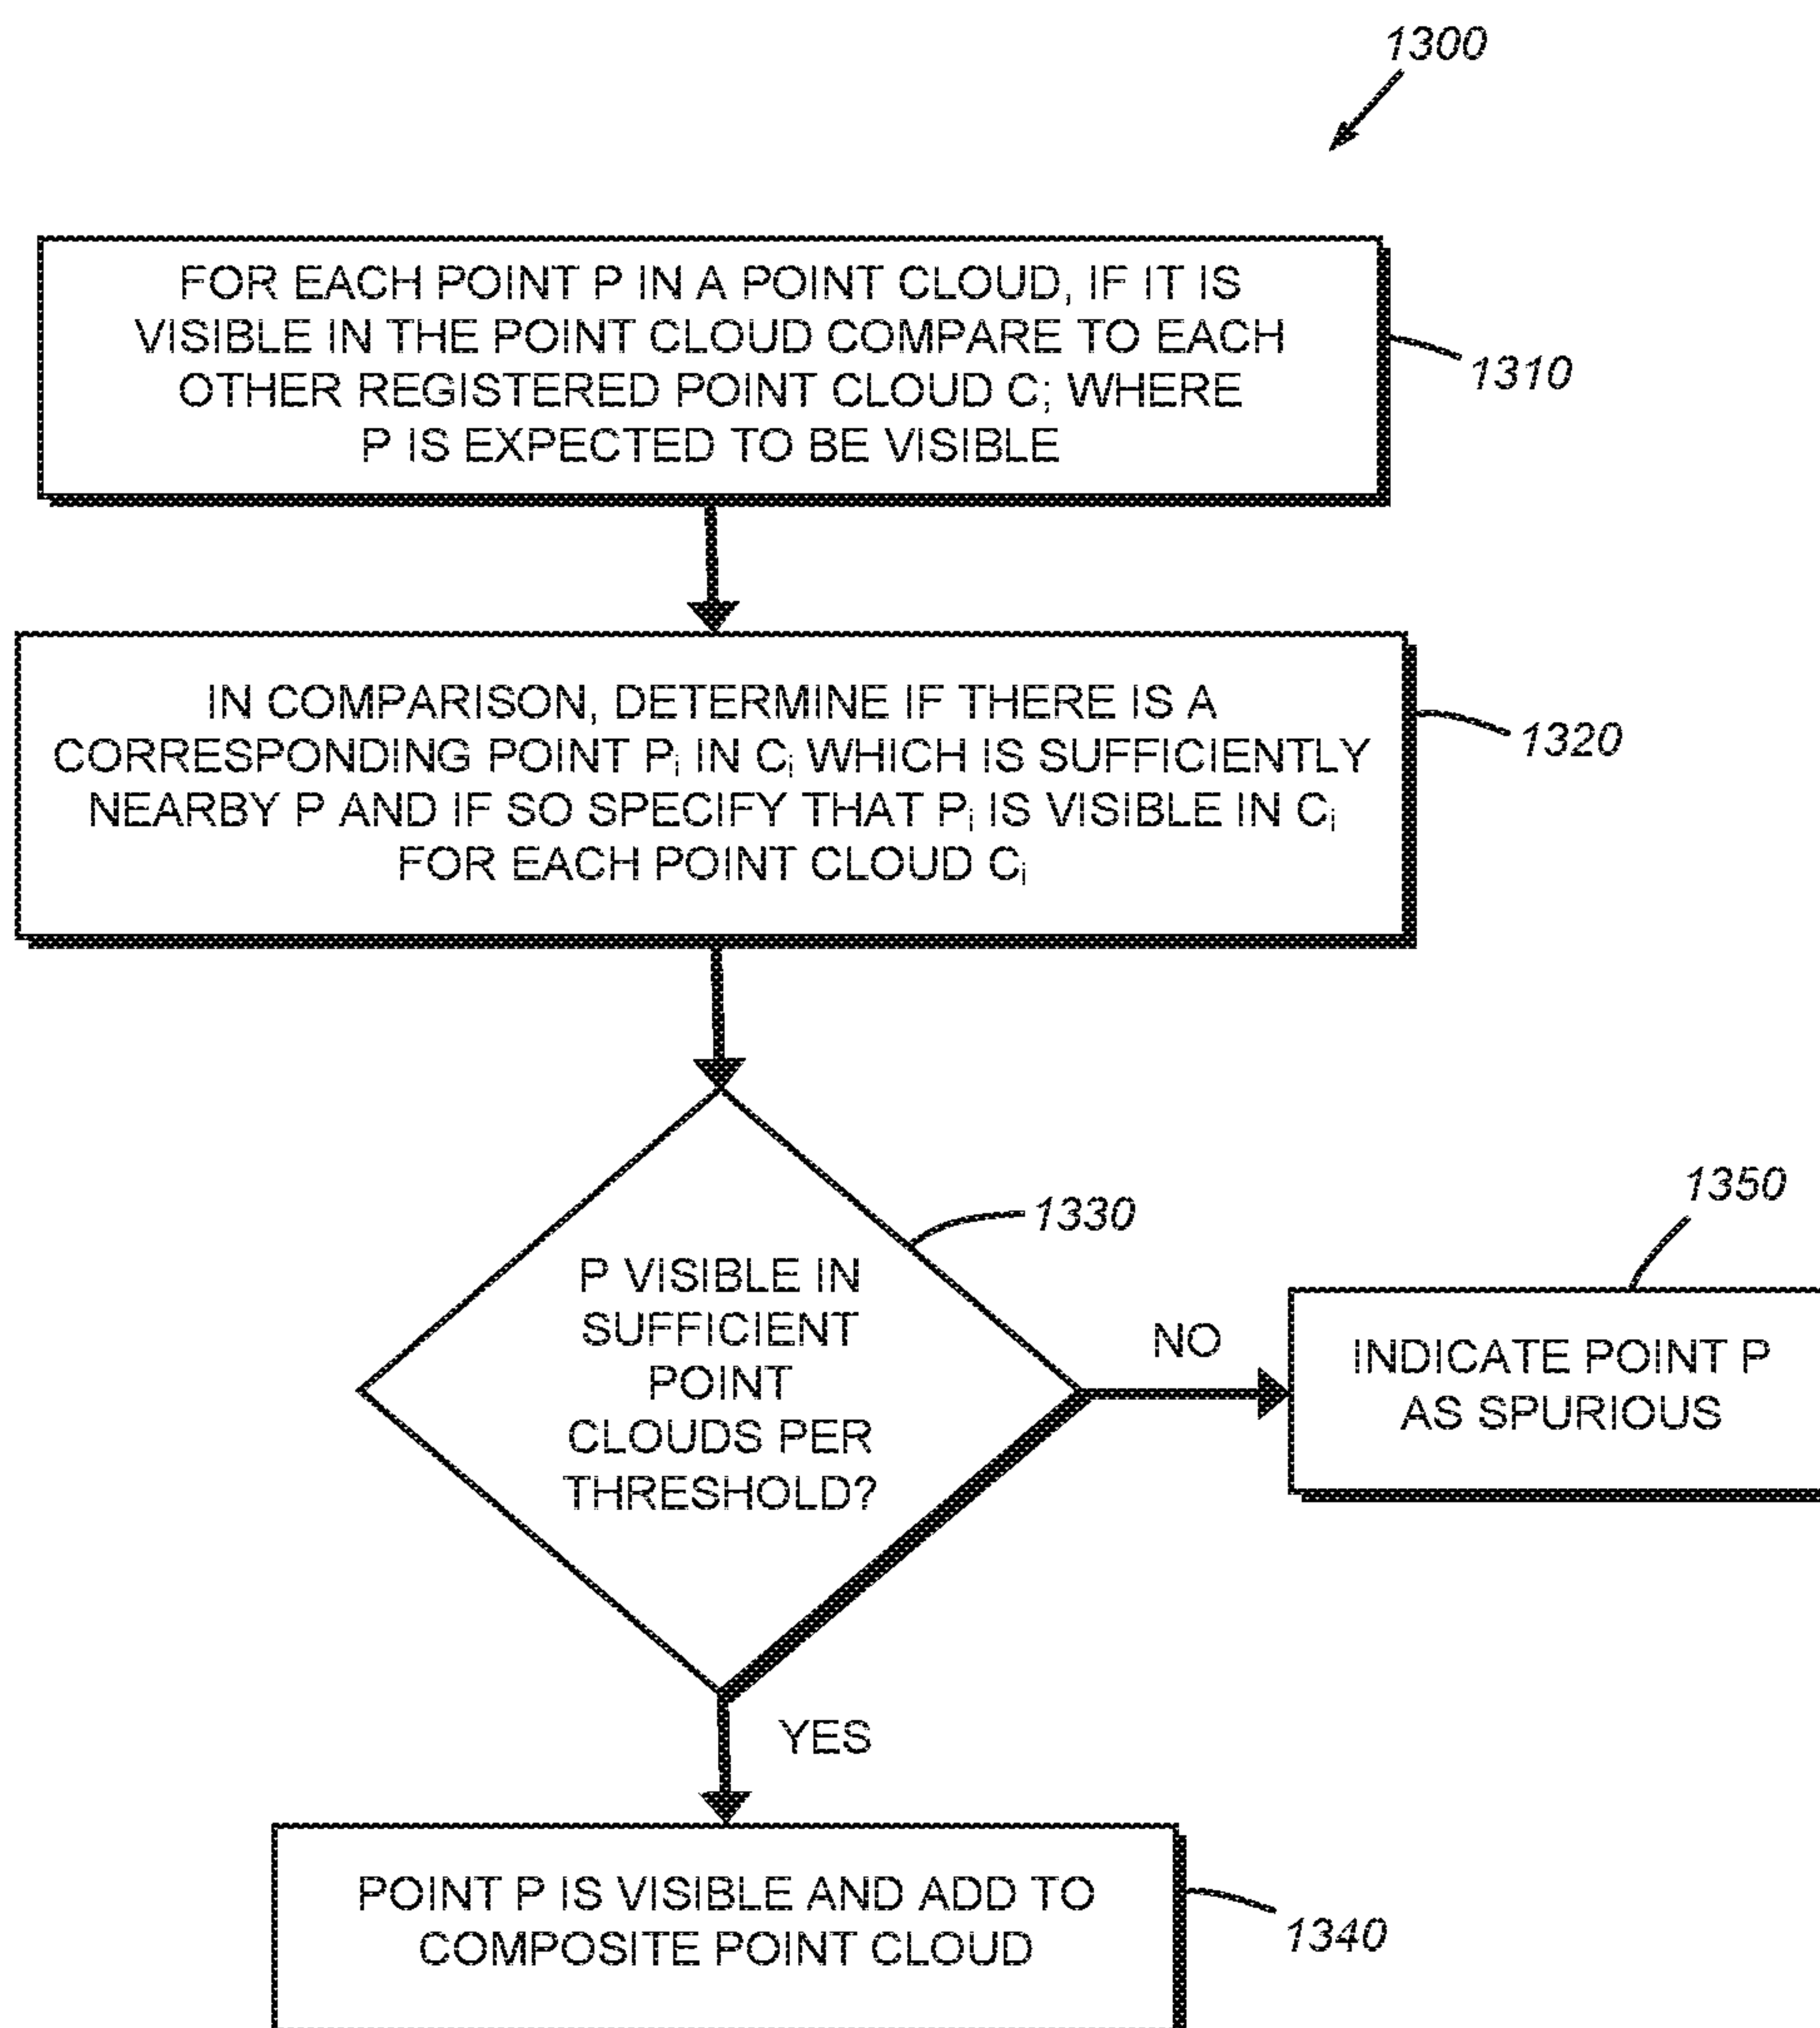 1300
FOR EACH POINT P IN A POINT CLOUD, IF IT IS
VISIBLE IN THE POINT CLOUD COMPARE TO EACH
OTHER REGISTERED POINT CLOUD C; WHERE
P IS EXPECTED TO BE VISIBLE
1310
IN COMPARISON, DETERMINE IF THERE IS A
CORRESPONDING POINT Pᵢ IN Cᵢ WHICH IS SUFFICIENTLY
NEARBY P AND IF SO SPECIFY THAT Pᵢ IS VISIBLE IN Cᵢ
FOR EACH POINT CLOUD Cᵢ
1320
P VISIBLE IN
SUFFICIENT
POINT
CLOUDS PER
THRESHOLD?
1330
NO
1350
INDICATE POINT P
AS SPURIOUS
YES
POINT P IS VISIBLE AND ADD TO
COMPOSITE POINT CLOUD
1340